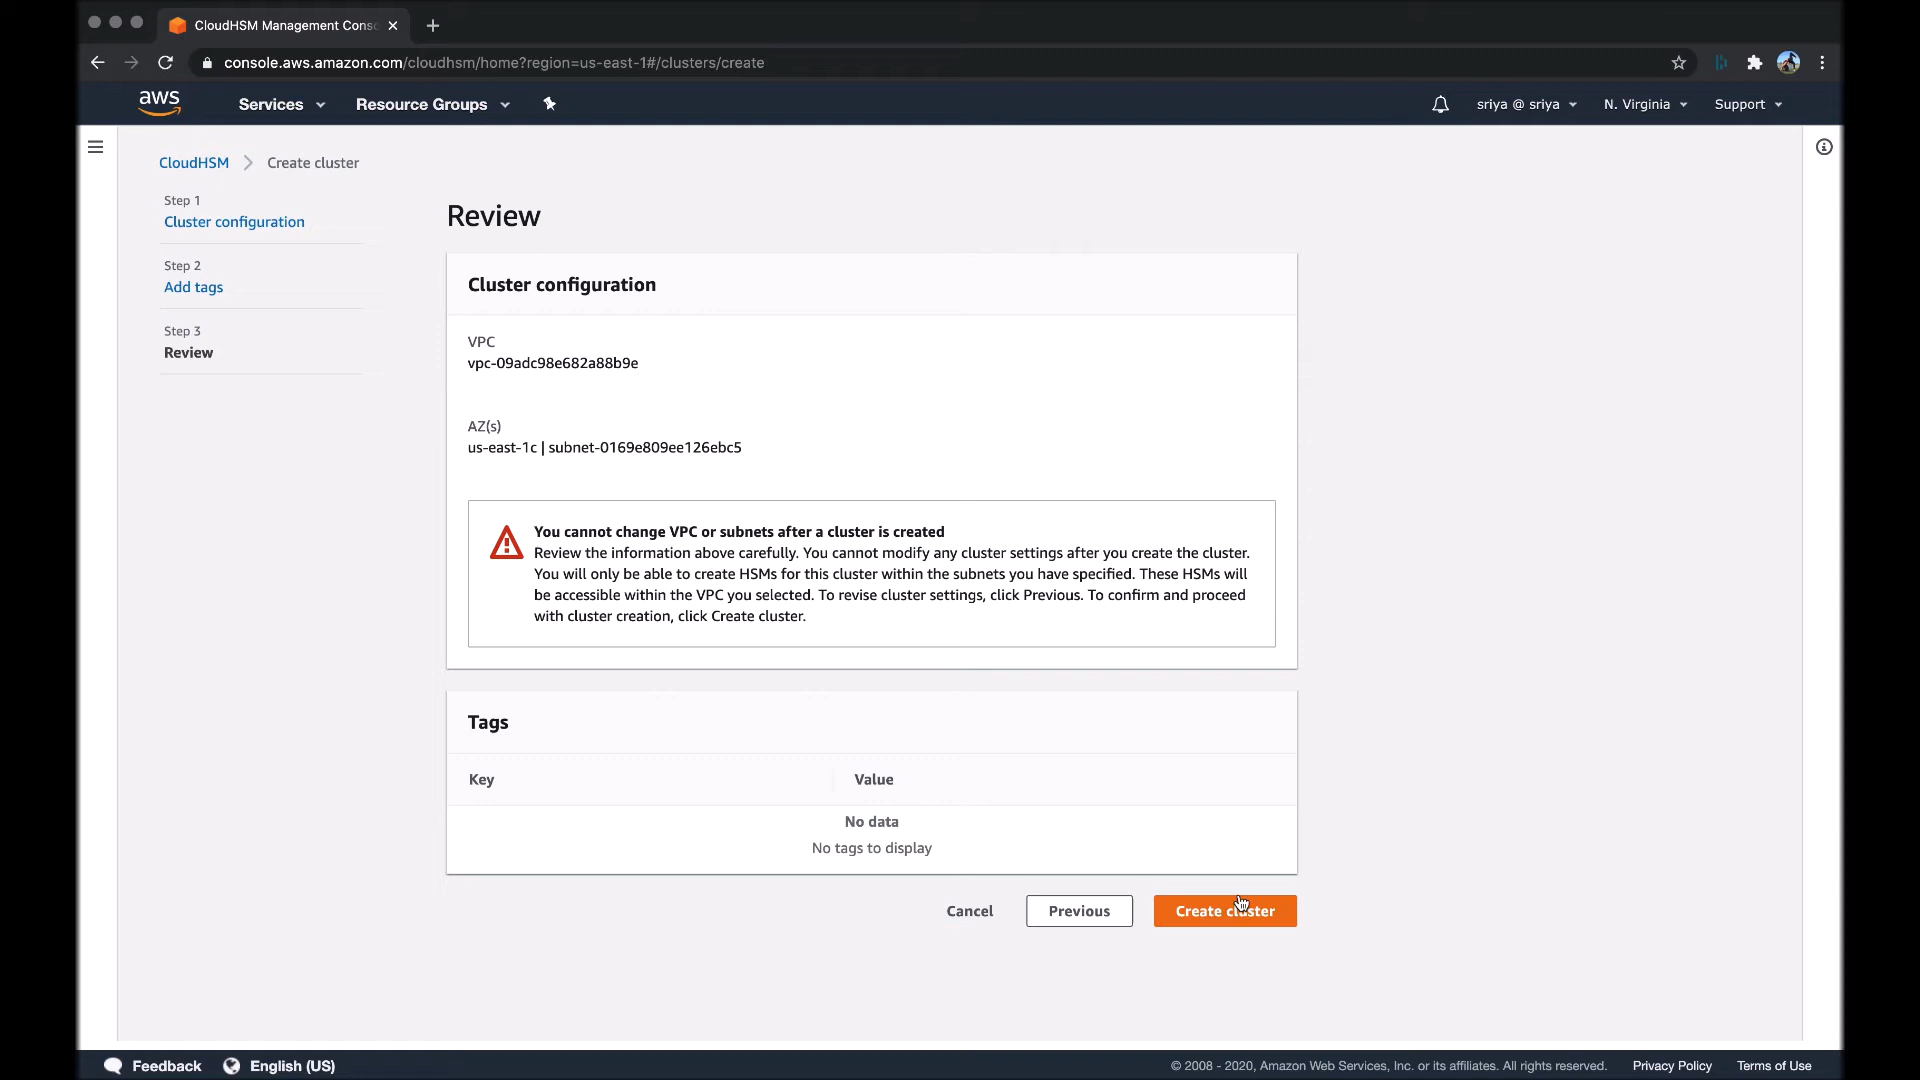 CloudHSM Management Conso
console.aws.amazon.com/cloudhsm/home?region=us-east-1#/clusters/create
aws
Services
Resource Groups
sriya @ sriya
N. Virginia
Support
CloudHSM
Create cluster
Step 1
Cluster configuration
Step 2
Add tags
Step 3
Review
Review
Cluster configuration
VPC
vpc-09adc98e682a88b9e
AZ(s)
us-east-1c | subnet-0169e809ee126ebc5
You cannot change VPC or subnets after a cluster is created
Review the information above carefully. You cannot modify any cluster settings after you create the cluster.
You will only be able to create HSMs for this cluster within the subnets you have specified. These HSMs will
be accessible within the VPC you selected. To revise cluster settings, click Previous. To confirm and proceed
with cluster creation, click Create cluster.
Tags
Key
Value
No data
No tags to display
Cancel
Previous
Create cluster
Feedback
English (US)
© 2008 - 2020, Amazon Web Services, Inc. or its affiliates. All rights reserved.
Privacy Policy
Terms of Use